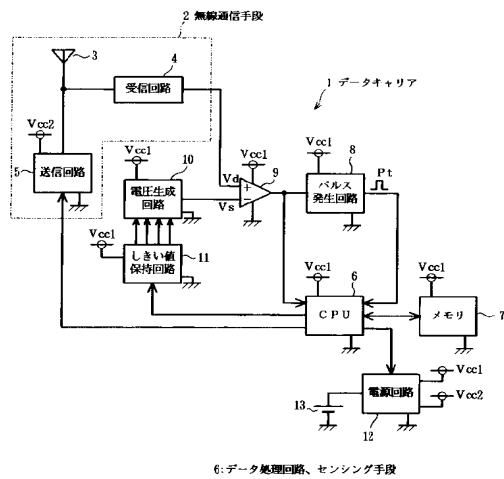 2 無線通信手段
3
4
受信回路
1 データキャリア
Vcc2
5
送信回路
Vcc1
10
電圧生成
回路
Vd
Vs
+
−
Vcc1
9
Vcc1
8
パルス
発生回路
Pt
Vcc1
しきい値
保持回路
11
Vcc1
6
CPU
Vcc1
メモリ
7
13
電源回路
12
Vcc1
Vcc2
6:データ処理回路、センシング手段